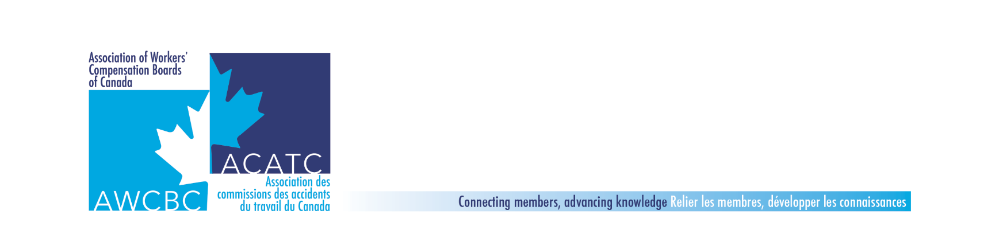 Association of Workers'
Compensation Boards
of Canada
AWCBC
ACATC
Association des
commissions des accidents
du travail du Canada
Connecting members, advancing knowledge Relier les membres, développer les connaissances